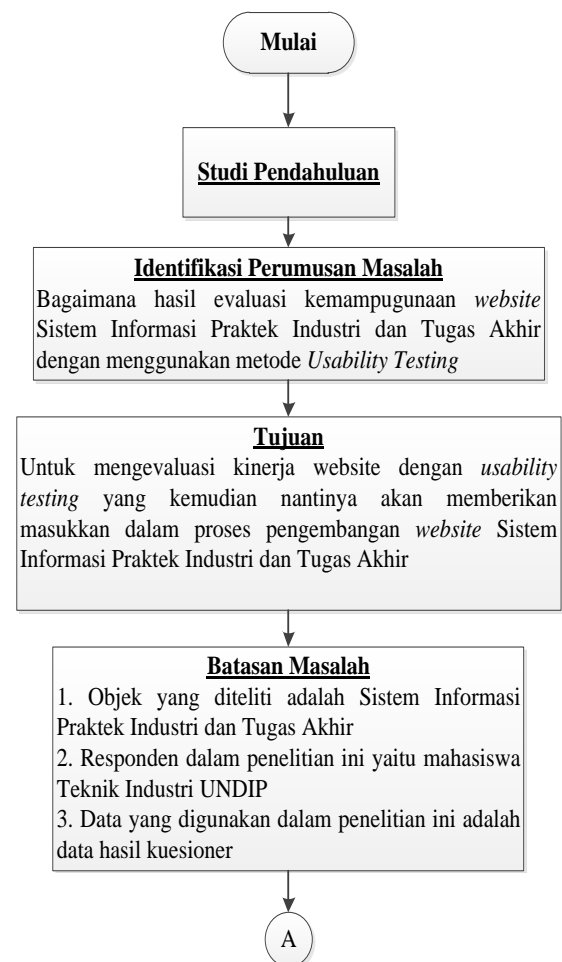 Mulai
Studi Pendahuluan
Identifikasi Perumusan Masalah
Bagaimana hasil evaluasi kemampugunaan website
Sistem Informasi Praktek Industri dan Tugas Akhir
dengan menggunakan metode Usability Testing
Tujuan
Untuk mengevaluasi kinerja website dengan usability
testing yang kemudian nantinya akan memberikan
masukkan dalam proses pengembangan website Sistem
Informasi Praktek Industri dan Tugas Akhir
Batasan Masalah
1. Objek yang diteliti adalah Sistem Informasi
Praktek Industri dan Tugas Akhir
2. Responden dalam penelitian ini yaitu mahasiswa
Teknik Industri UNDIP
3. Data yang digunakan dalam penelitian ini adalah
data hasil kuesioner
A